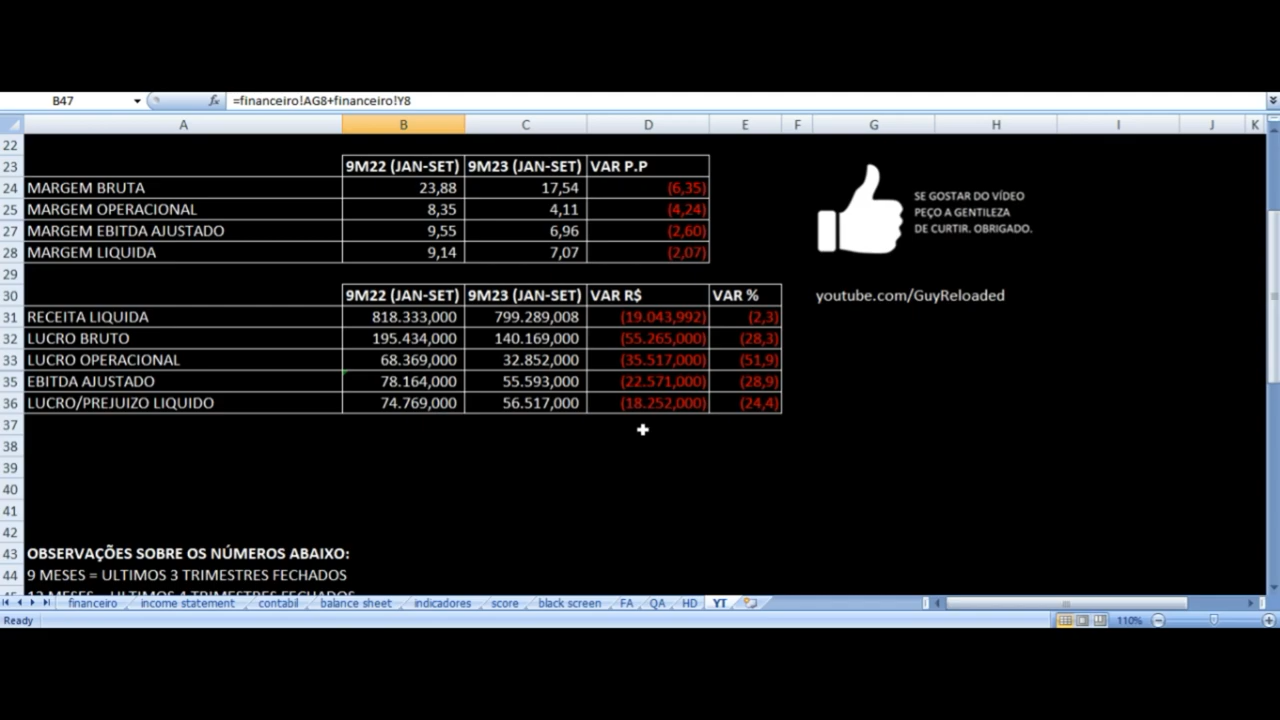 B47 fx =financeiro!AG8+financeiro!Y8
A B C D E F G H I J K
22
23 9M22 (JAN-SET) 9M23 (JAN-SET) VAR P.P
24 MARGEM BRUTA 23,88 17,54 (6,35)
25 MARGEM OPERACIONAL 8,35 4,11 (4,24)
27 MARGEM EBITDA AJUSTADO 9,55 6,96 (2,60)
28 MARGEM LIQUIDA 9,14 7,07 (2,07)
SE GOSTAR DO VÍDEO
PEÇO A GENTILEZA
DE CURTIR. OBRIGADO.
29
30 9M22 (JAN-SET) 9M23 (JAN-SET) VAR R$ VAR % youtube.com/GuyReloaded
31 RECEITA LIQUIDA 818.333,000 799.289,008 (19.043,992) (2,3)
32 LUCRO BRUTO 195.434,000 140.169,000 (55.265,000) (28,3)
33 LUCRO OPERACIONAL 68.369,000 32.852,000 (35.517,000) (51,9)
35 EBITDA AJUSTADO 78.164,000 55.593,000 (22.571,000) (28,9)
36 LUCRO/PREJUIZO LIQUIDO 74.769,000 56.517,000 (18.252,000) (24,4)
37
38
39
40
41
42
43 OBSERVAÇÕES SOBRE OS NÚMEROS ABAIXO:
44 9 MESES = ULTIMOS 3 TRIMESTRES FECHADOS
45 12 MESES = ULTIMOS 4 TRIMESTRES FECHADOS
financeiro income statement contabil balance sheet indicadores score black screen FA QA HD YT
Ready 110%